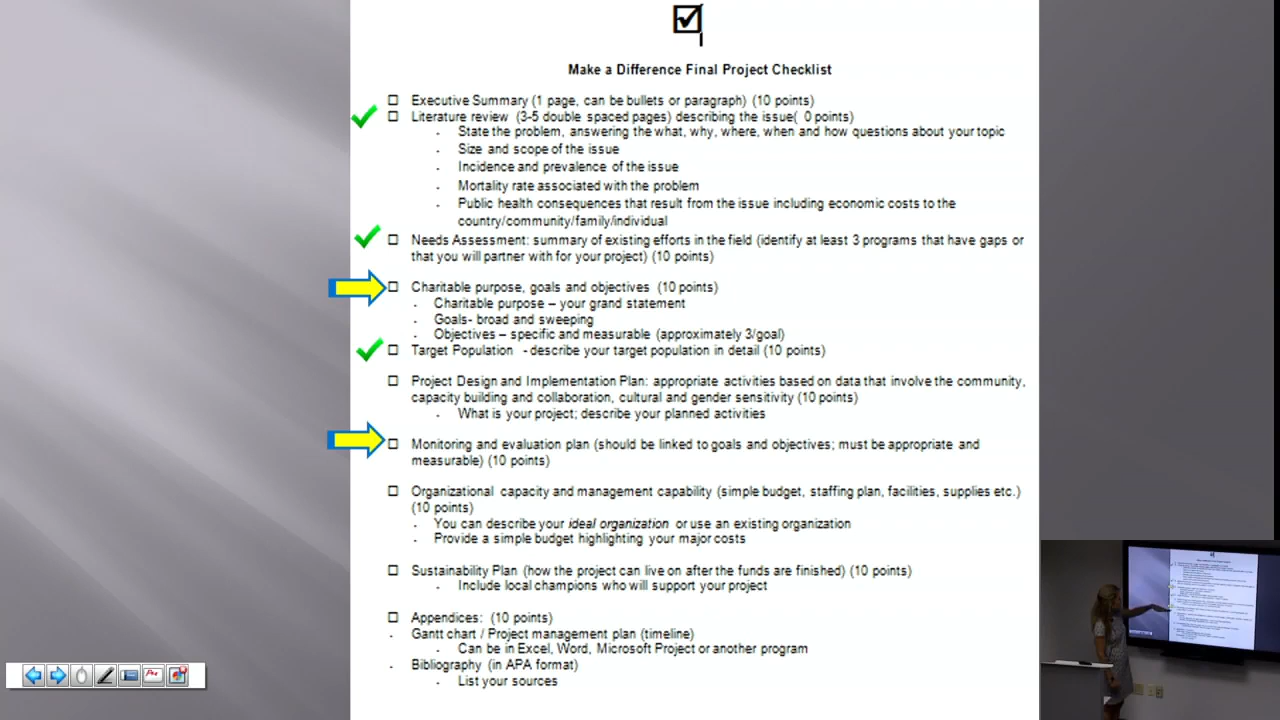 Make a Difference Final Project Checklist
Executive Summary (1 page, can be bullets or paragraph) (10 points)
Literature review (3-5 double spaced pages) describing the issue( 0 points)
State the problem, answering the what, why, where, when and how questions about your topic
Size and scope of the issue
Incidence and prevalence of the issue
Mortality rate associated with the problem
Public health consequences that result from the issue including economic costs to the
country/community/family/individual
Needs Assessment: summary of existing efforts in the field (identify at least 3 programs that have gaps or
that you will partner with for your project) (10 points)
Charitable purpose, goals and objectives (10 points)
Charitable purpose – your grand statement
Goals- broad and sweeping
Objectives – specific and measurable (approximately 3/goal)
Target Population - describe your target population in detail (10 points)
Project Design and Implementation Plan: appropriate activities based on data that involve the community,
capacity building and collaboration, cultural and gender sensitivity (10 points)
What is your project; describe your planned activities
Monitoring and evaluation plan (should be linked to goals and objectives; must be appropriate and
measurable) (10 points)
Organizational capacity and management capability (simple budget, staffing plan, facilities, supplies etc.)
(10 points)
You can describe your ideal organization or use an existing organization
Provide a simple budget highlighting your major costs
Sustainability Plan (how the project can live on after the funds are finished) (10 points)
Include local champions who will support your project
Appendices: (10 points)
Gantt chart / Project management plan (timeline)
Can be in Excel, Word, Microsoft Project or another program
Bibliography (in APA format)
List your sources